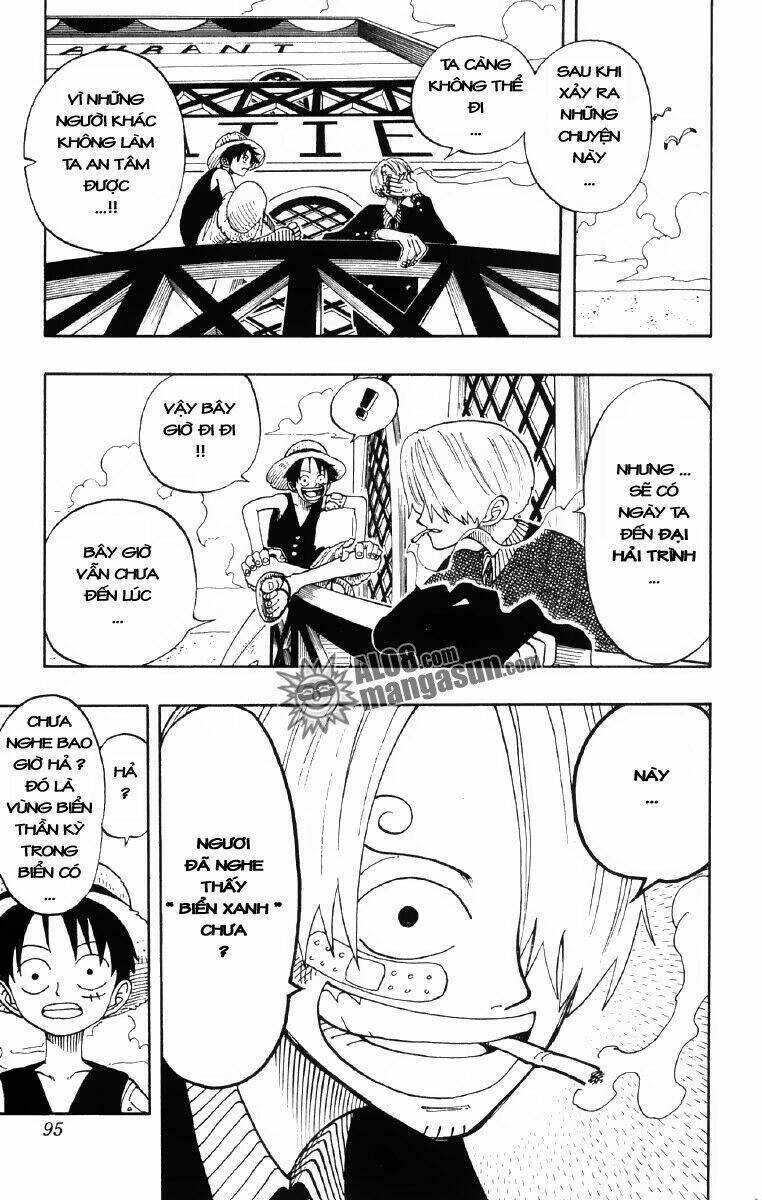 SAU KHI
XẢY RA
NHỮNG
CHUYỆN
NÀY
...
TA CÀNG
KHÔNG THỂ
ĐI
...
VÌ NHỮNG
NGƯỜI KHÁC
KHÔNG LÀM
TA AN TÂM
ĐƯỢC
...!!
AURANT
TIE
NHƯNG ...
SẼ CÓ
NGÀY TA
ĐẾN ĐẠI
HẢI TRÌNH
...
!
VẬY BÂY
GIỜ ĐI ĐI
!!
BÂY GIỜ
VẪN CHƯA
ĐẾN LÚC
...
ALO8.com
mangasun.com
NÀY
...
NGƯƠI
ĐÃ NGHE
THẤY
" BIỂN XANH "
CHƯA
?
HẢ
?
CHƯA
NGHE BAO
GIỜ HẢ ?
ĐÓ LÀ
VÙNG BIỂN
THẦN KỲ
TRONG
BIỂN CÓ
...
95